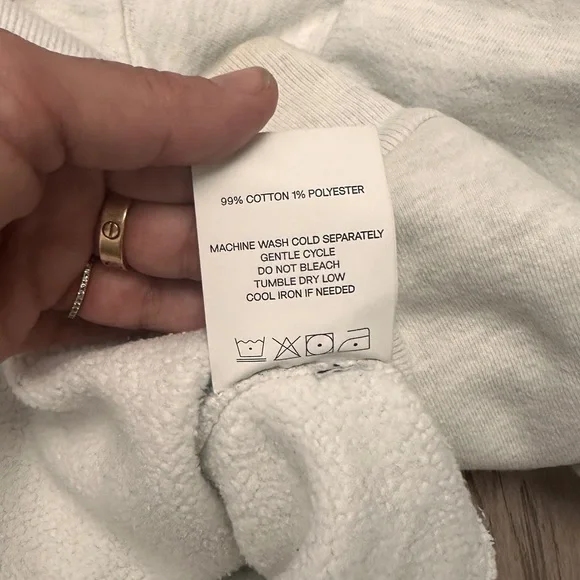 99% COTTON 1% POLYESTER
MACHINE WASH COLD SEPARATELY
GENTLE CYCLE
DO NOT BLEACH
TUMBLE DRY LOW
COOL IRON IF NEEDED